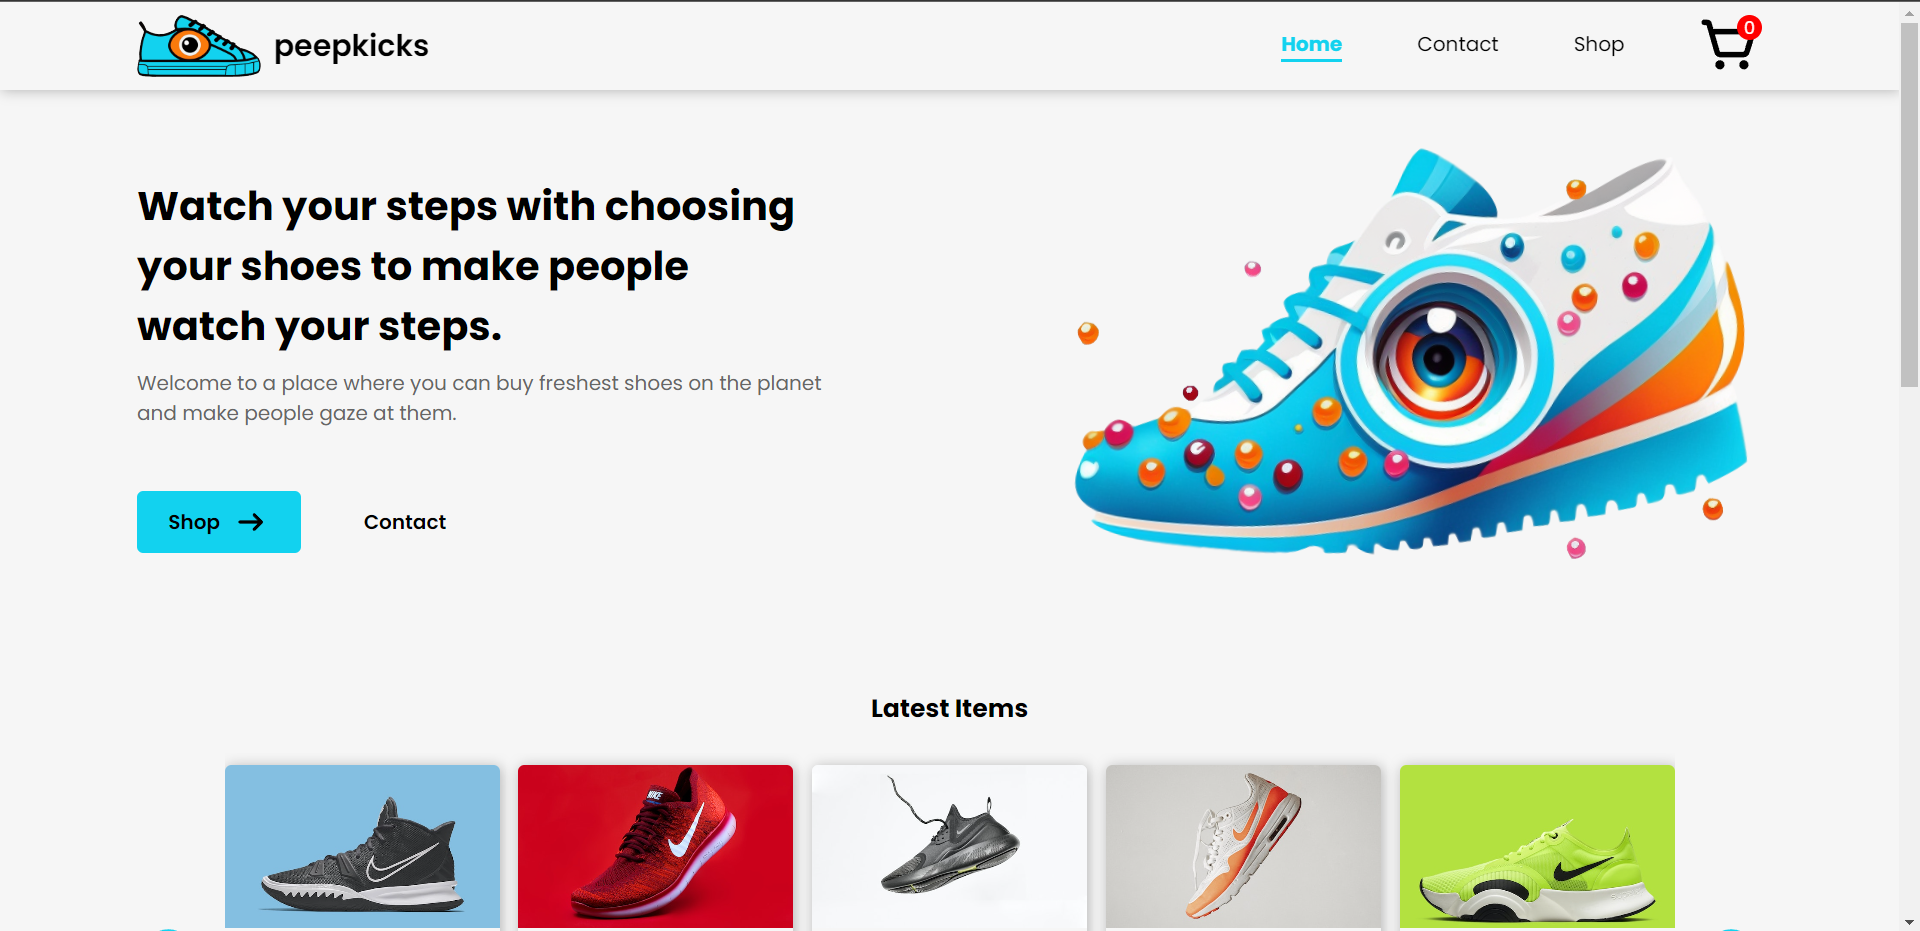 peepkicks
Home
Contact
Shop
0
Watch your steps with choosing
your shoes to make people
watch your steps.
Welcome to a place where you can buy freshest shoes on the planet
and make people gaze at them.
Shop
Contact
Latest Items
NIKE